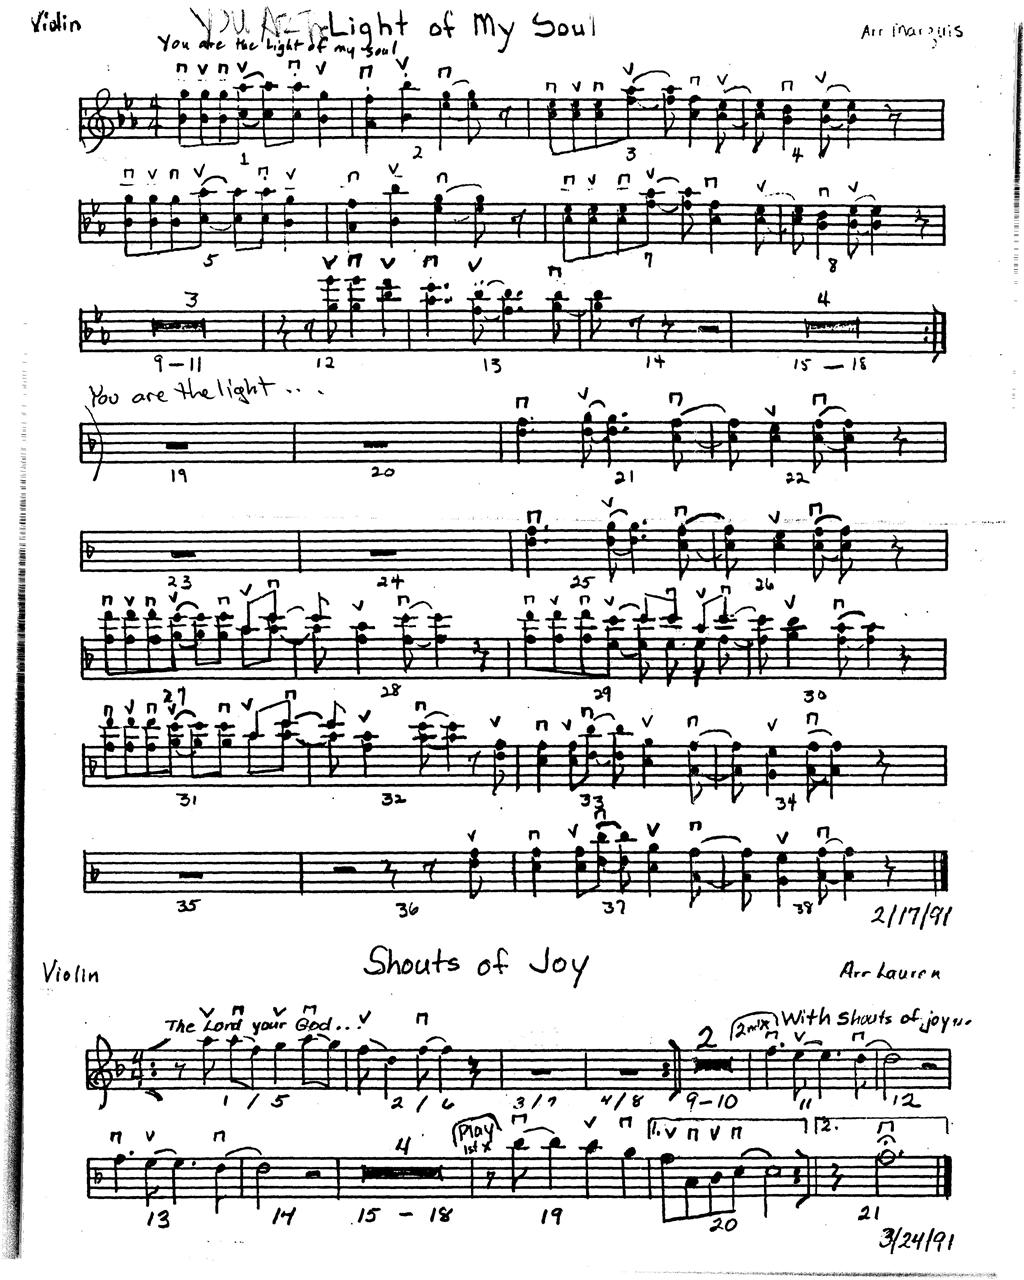 Violin
YOU ARE The Light of My Soul
Arr Marquis
You are the Light of my soul
1 2 3 4
5 7 8
3 4
9 – 11 12 13 14 15 – 18
You are the light . . .
19 20 21 22
23 24 25 26
27 28 29 30
31 32 33 34
35 36 37 38
2/17/91
Shouts of Joy
Violin
Arr Lauren
The Lord your God . . .
2 2nd X With shouts of joy...
1 / 5 2 / 6 3 / 7 4 / 8 9–10 11 12
4 Play 1st X 1. 2.
13 14 15 – 18 19 20 21
3/24/91